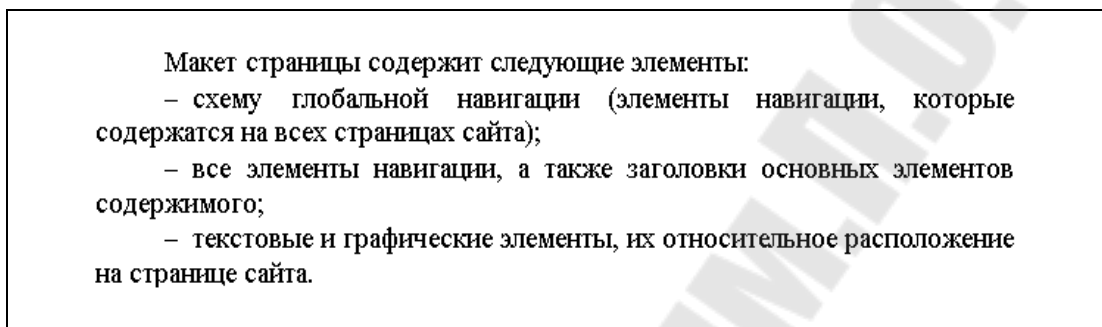 Макет страницы содержит следующие элементы:
– схему глобальной навигации (элементы навигации, которые
содержатся на всех страницах сайта);
– все элементы навигации, а также заголовки основных элементов
содержимого;
– текстовые и графические элементы, их относительное расположение
на странице сайта.